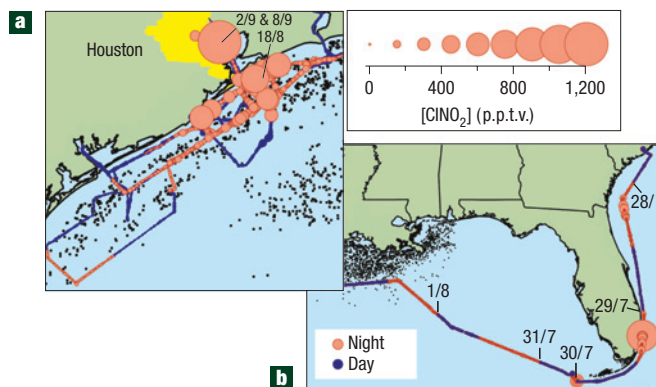 a
2/9 & 8/9
18/8
Houston
0 400 800 1,200
[ClNO₂] (p.p.t.v.)
28/
29/7
1/8
31/7
30/7
Night
Day
b